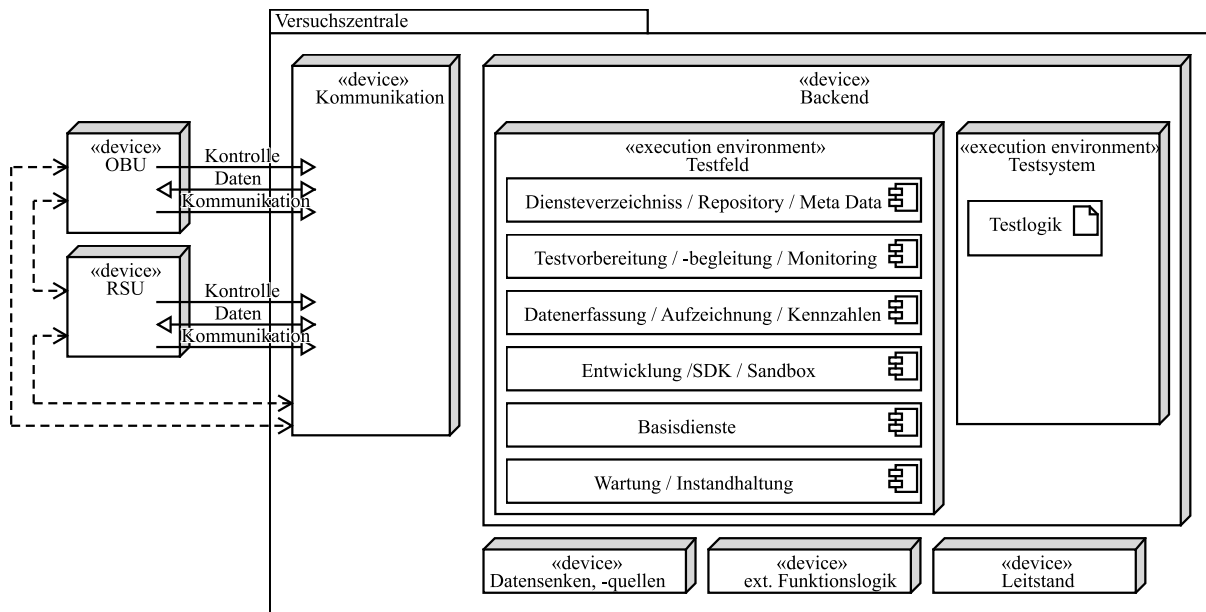 Versuchszentrale
«device»
Kommunikation
«device»
Backend
«device»
OBU
Kontrolle
Daten
Kommunikation
«device»
RSU
Kontrolle
Daten
Kommunikation
«execution environment»
Testfeld
Diensteverzeichniss / Repository / Meta Data
Testvorbereitung / -begleitung / Monitoring
Datenerfassung / Aufzeichnung / Kennzahlen
Entwicklung /SDK / Sandbox
Basisdienste
Wartung / Instandhaltung
«execution environment»
Testsystem
Testlogik
«device»
Datensenken, -quellen
«device»
ext. Funktionslogik
«device»
Leitstand